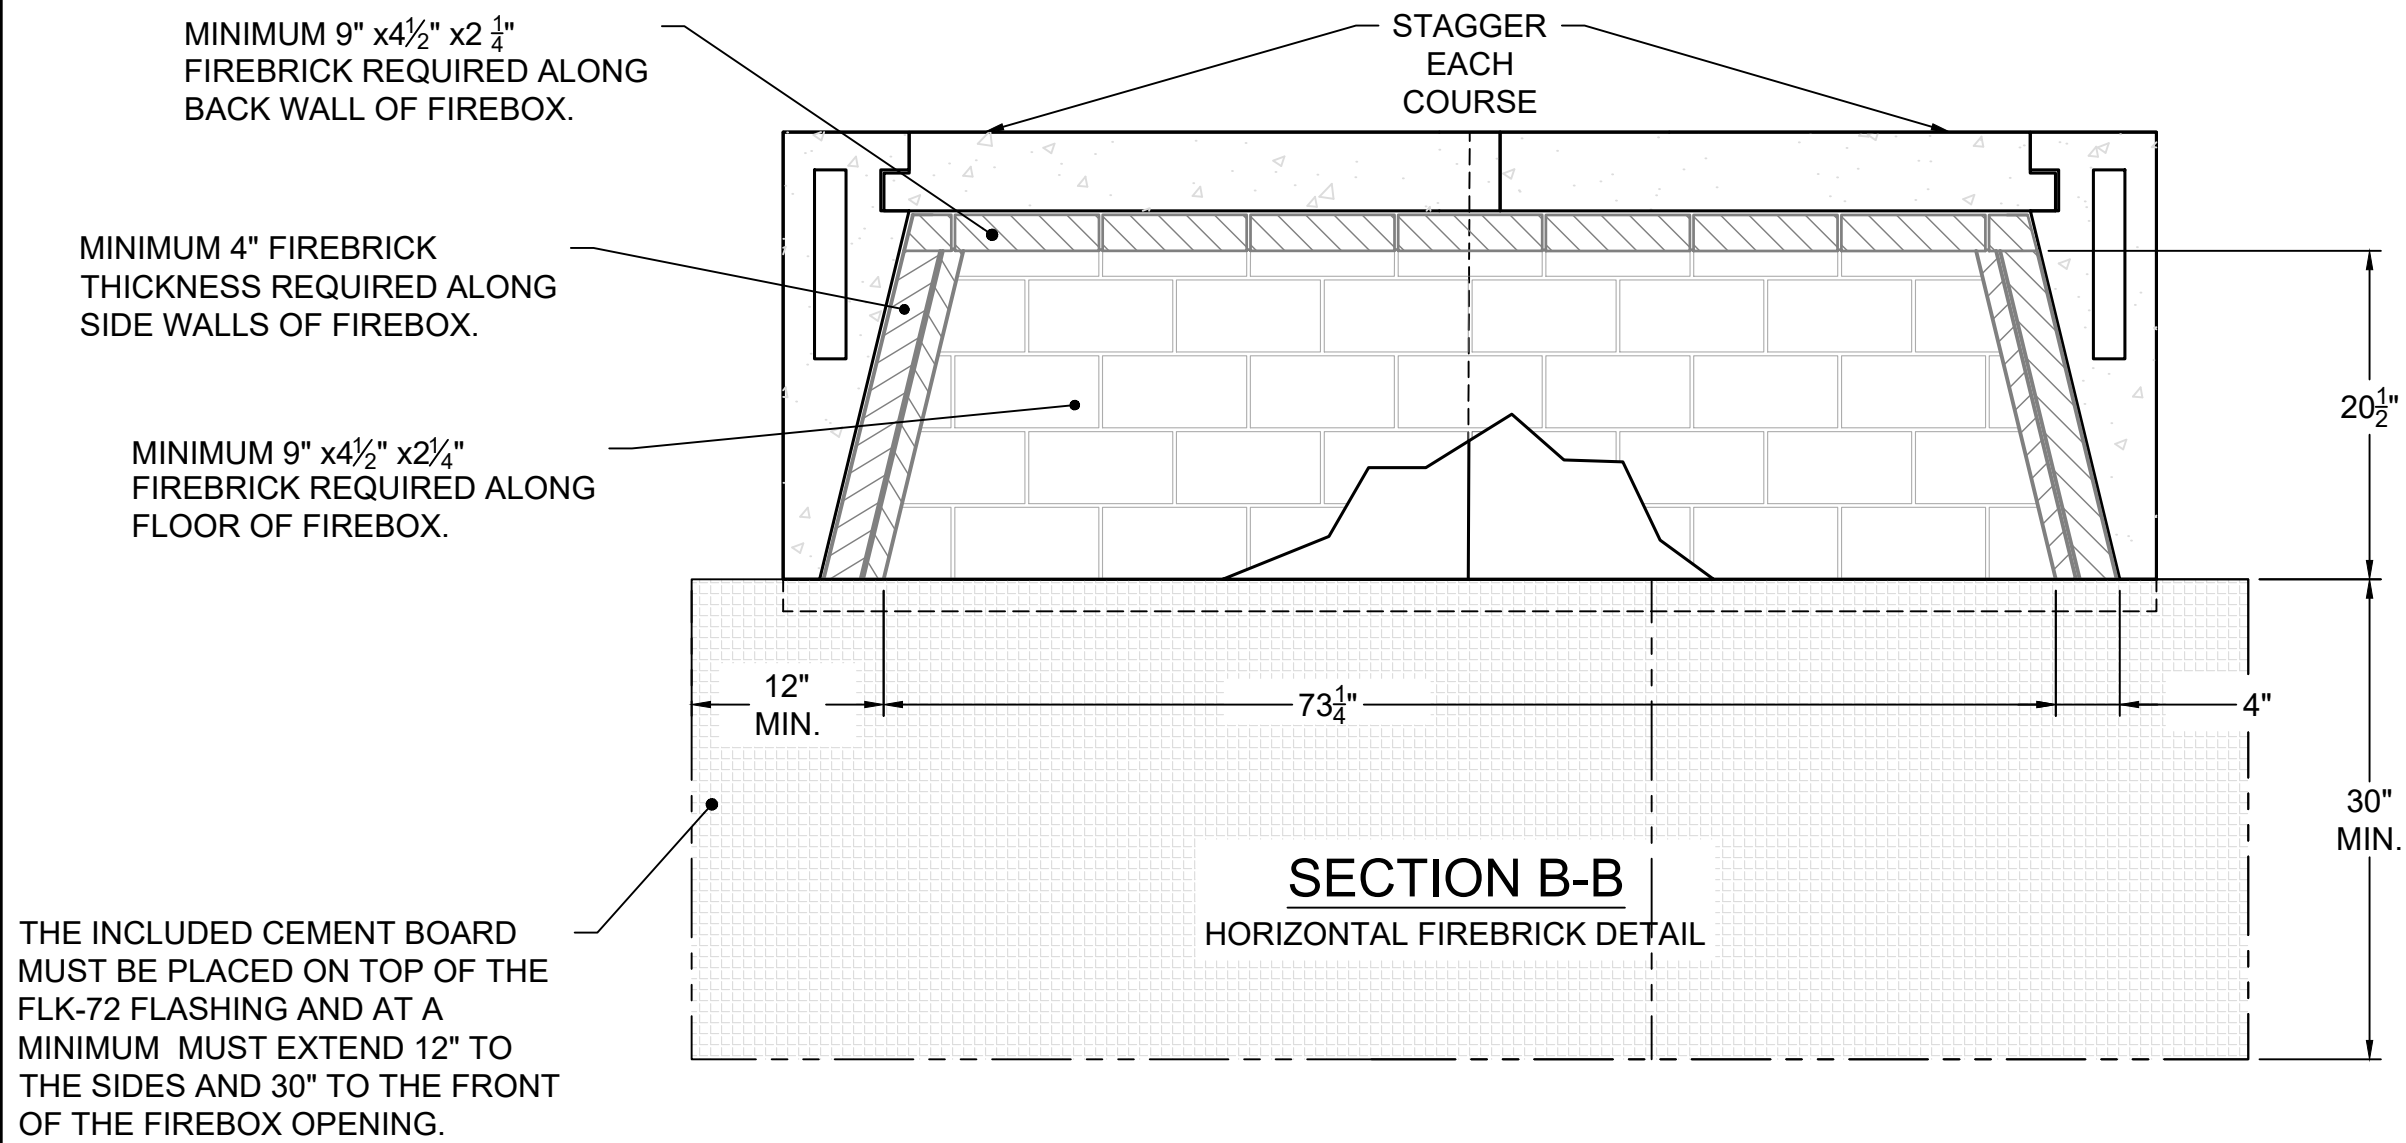 MINIMUM 9" x4½" x2 ¼"
FIREBRICK REQUIRED ALONG
BACK WALL OF FIREBOX.
STAGGER
EACH
COURSE
MINIMUM 4" FIREBRICK
THICKNESS REQUIRED ALONG
SIDE WALLS OF FIREBOX.
20½"
MINIMUM 9" x4½" x2¼"
FIREBRICK REQUIRED ALONG
FLOOR OF FIREBOX.
12"
MIN.
73¼"
4"
30"
MIN.
SECTION B-B
HORIZONTAL FIREBRICK DETAIL
THE INCLUDED CEMENT BOARD
MUST BE PLACED ON TOP OF THE
FLK-72 FLASHING AND AT A
MINIMUM  MUST EXTEND 12" TO
THE SIDES AND 30" TO THE FRONT
OF THE FIREBOX OPENING.